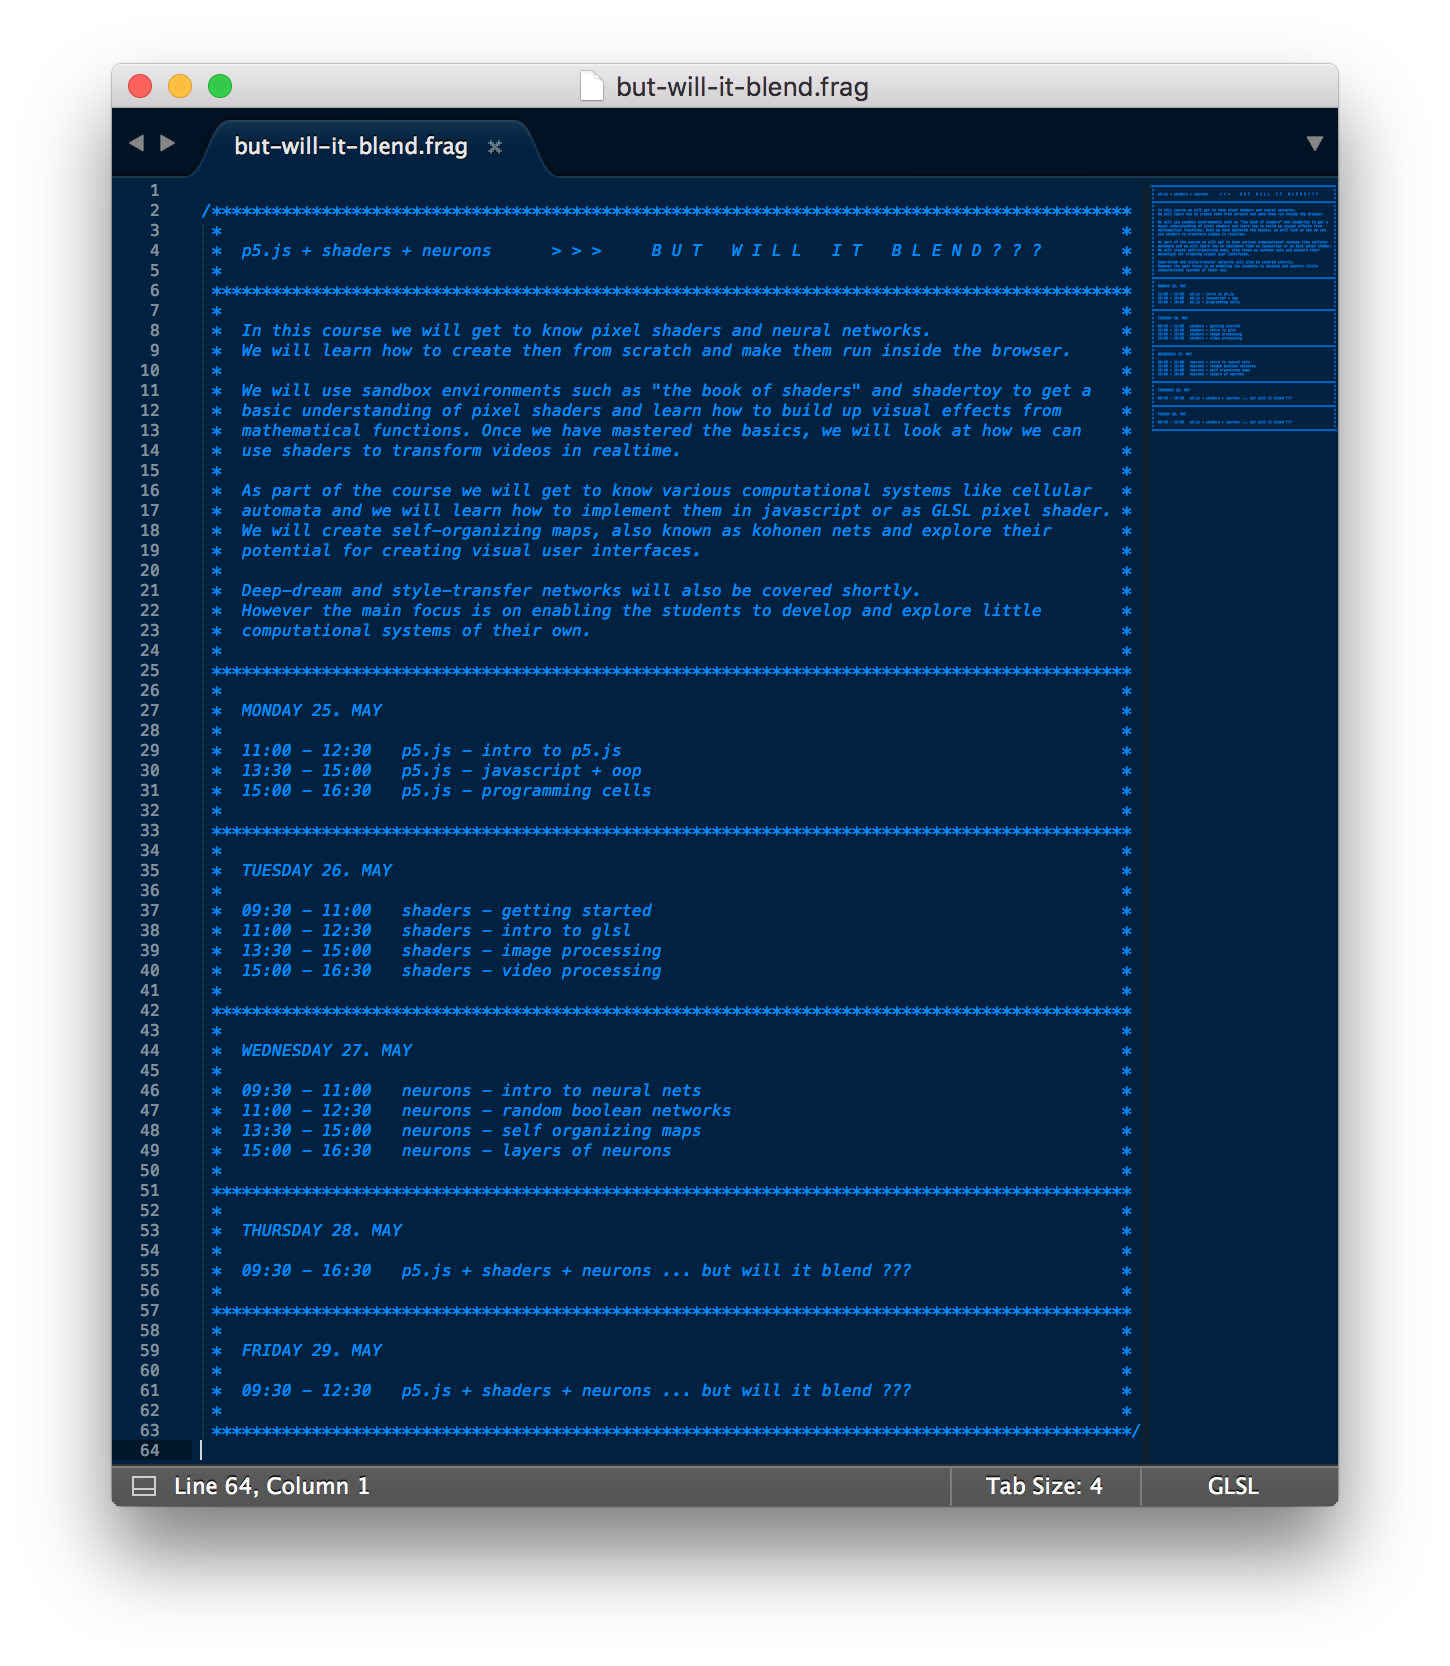 but-will-it-blend.frag
but-will-it-blend.frag
1
2 /********************************************************************************************
3 * *
4 * p5.js + shaders + neurons > > > B U T W I L L I T B L E N D ? ? ? *
5 * *
6 ********************************************************************************************
7 * *
8 * In this course we will get to know pixel shaders and neural networks. *
9 * We will learn how to create then from scratch and make them run inside the browser. *
10 * *
11 * We will use sandbox environments such as "the book of shaders" and shadertoy to get a *
12 * basic understanding of pixel shaders and learn how to build up visual effects from *
13 * mathematical functions. Once we have mastered the basics, we will look at how we can *
14 * use shaders to transform videos in realtime. *
15 * *
16 * As part of the course we will get to know various computational systems like cellular *
17 * automata and we will learn how to implement them in javascript or as GLSL pixel shader. *
18 * We will create self-organizing maps, also known as kohonen nets and explore their *
19 * potential for creating visual user interfaces. *
20 * *
21 * Deep-dream and style-transfer networks will also be covered shortly. *
22 * However the main focus is on enabling the students to develop and explore little *
23 * computational systems of their own. *
24 * *
25 ********************************************************************************************
26 * *
27 * MONDAY 25. MAY *
28 * *
29 * 11:00 - 12:30 p5.js - intro to p5.js *
30 * 13:30 - 15:00 p5.js - javascript + oop *
31 * 15:00 - 16:30 p5.js - programming cells *
32 * *
33 ********************************************************************************************
34 * *
35 * TUESDAY 26. MAY *
36 * *
37 * 09:30 - 11:00 shaders - getting started *
38 * 11:00 - 12:30 shaders - intro to glsl *
39 * 13:30 - 15:00 shaders - image processing *
40 * 15:00 - 16:30 shaders - video processing *
41 * *
42 ********************************************************************************************
43 * *
44 * WEDNESDAY 27. MAY *
45 * *
46 * 09:30 - 11:00 neurons - intro to neural nets *
47 * 11:00 - 12:30 neurons - random boolean networks *
48 * 13:30 - 15:00 neurons - self organizing maps *
49 * 15:00 - 16:30 neurons - layers of neurons *
50 * *
51 ********************************************************************************************
52 * *
53 * THURSDAY 28. MAY *
54 * *
55 * 09:30 - 16:30 p5.js + shaders + neurons ... but will it blend ??? *
56 * *
57 ********************************************************************************************
58 * *
59 * FRIDAY 29. MAY *
60 * *
61 * 09:30 - 12:30 p5.js + shaders + neurons ... but will it blend ??? *
62 * *
63 ********************************************************************************************/
64
Line 64, Column 1 Tab Size: 4 GLSL